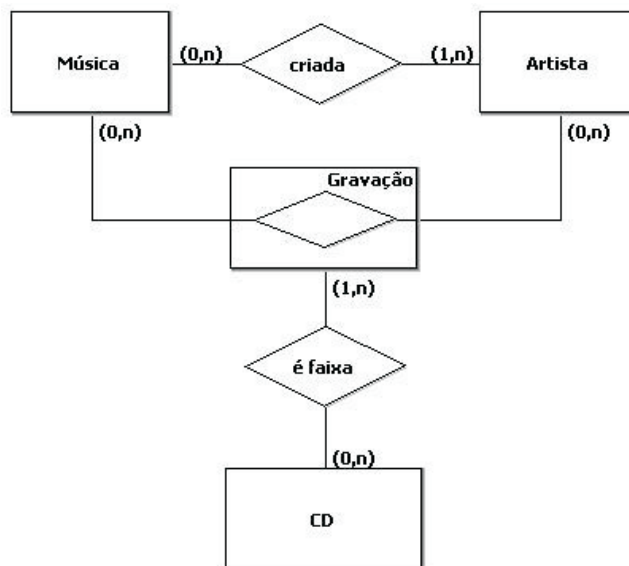 Música
(0,n)
criada
(1,n)
Artista
(0,n)
(0,n)
Gravação
(1,n)
é faixa
(0,n)
CD